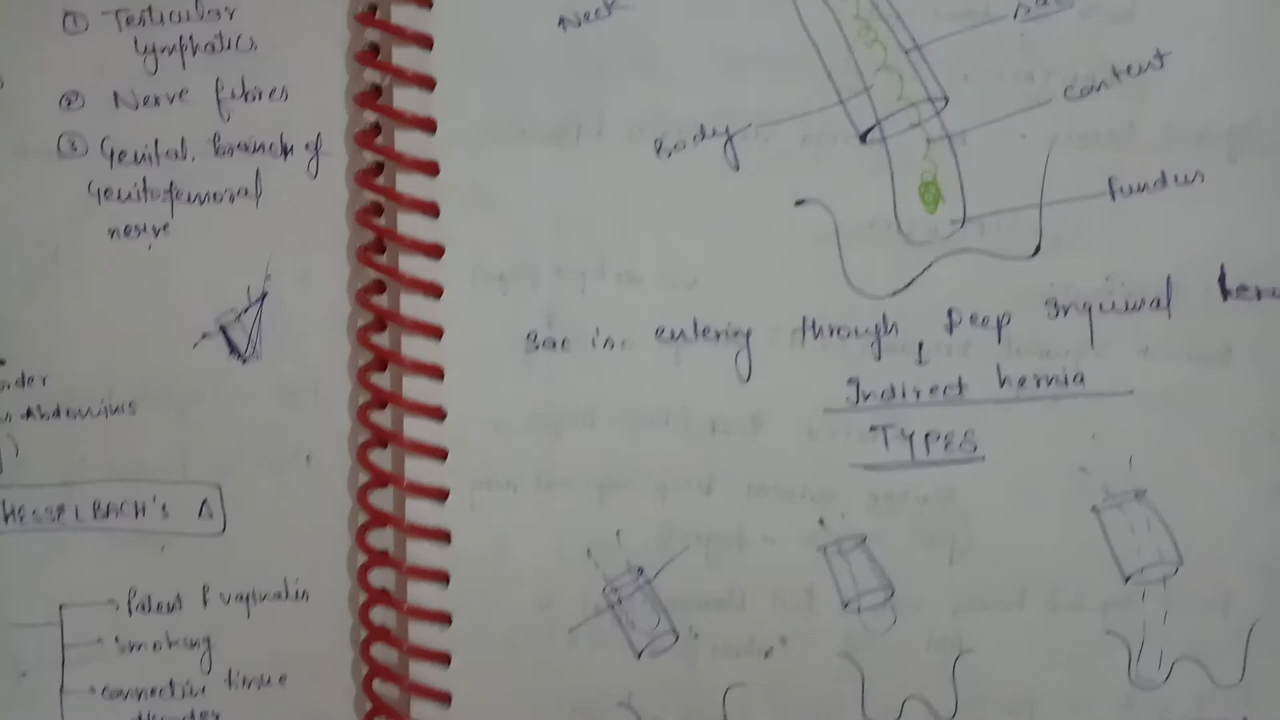 ① Testicular
lymphatics
② Nerve fibres
③ Genital branch of
Genitofemoral
nerve
Abdominis
HESSELBACH'S Δ
Patent P vaginalis
smoking
connective tissue
Neck
Body
content
Fundus
Sac is entering through Deep Inguinal
Indirect hernia
TYPES